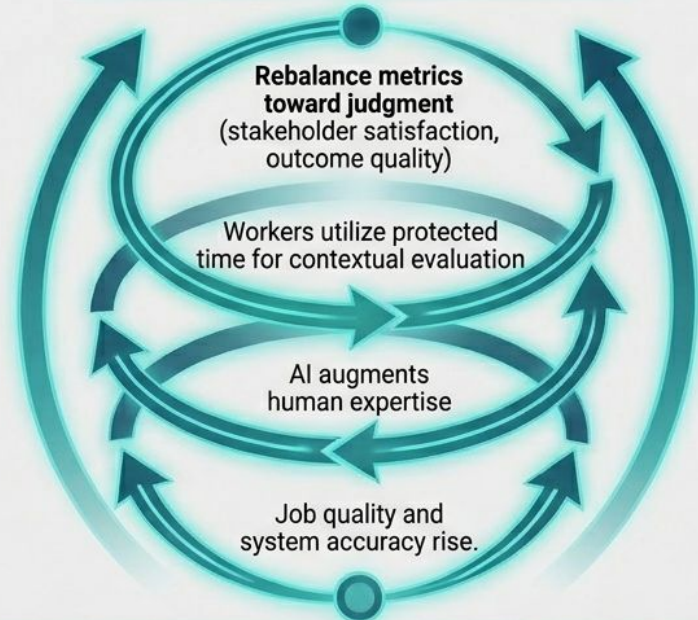 Rebalance metrics
toward judgment
(stakeholder satisfaction,
outcome quality)
Workers utilize protected
time for contextual evaluation
AI augments
human expertise
Job quality and
system accuracy rise.